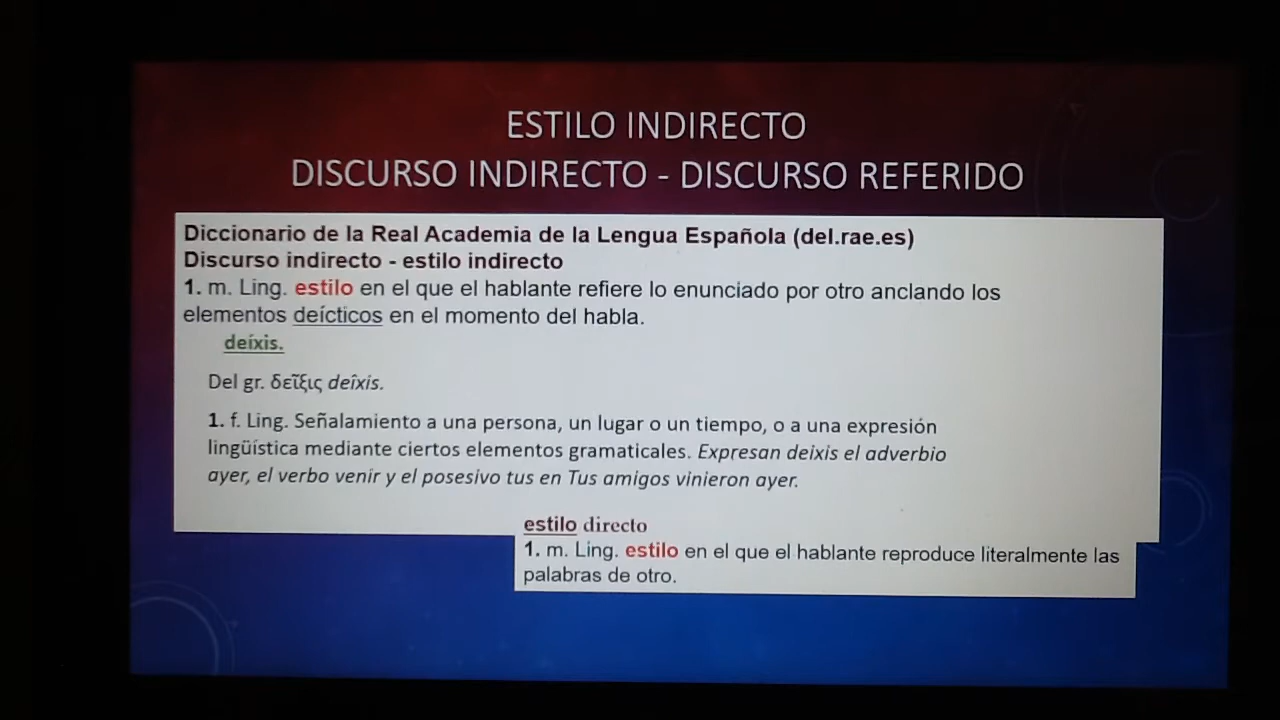 ESTILO INDIRECTO
DISCURSO INDIRECTO - DISCURSO REFERIDO
Diccionario de la Real Academia de la Lengua Española (del.rae.es)
Discurso indirecto - estilo indirecto
1. m. Ling. estilo en el que el hablante refiere lo enunciado por otro anclando los
elementos deícticos en el momento del habla.
deíxis.
Del gr. δεῖξις deîxis.
1. f. Ling. Señalamiento a una persona, un lugar o un tiempo, o a una expresión
lingüística mediante ciertos elementos gramaticales. Expresan deixis el adverbio
ayer, el verbo venir y el posesivo tus en Tus amigos vinieron ayer.
estilo directo
1. m. Ling. estilo en el que el hablante reproduce literalmente las
palabras de otro.